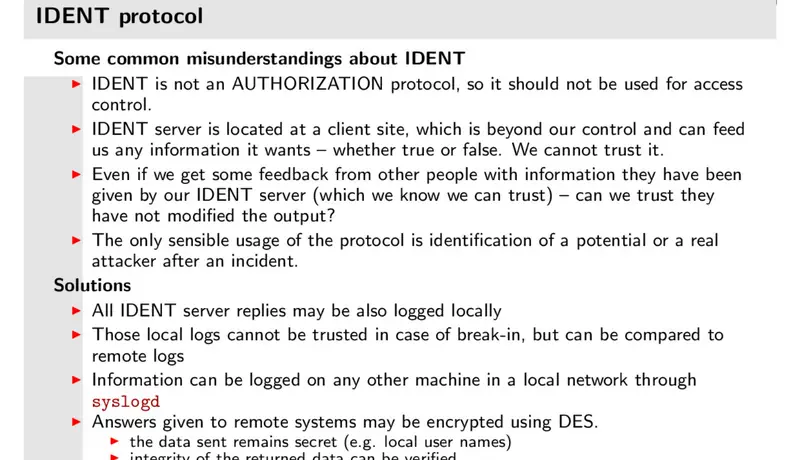 IDENT protocol
Some common misunderstandings about IDENT
▶ IDENT is not an AUTHORIZATION protocol, so it should not be used for access
control.
▶ IDENT server is located at a client site, which is beyond our control and can feed
us any information it wants – whether true or false. We cannot trust it.
▶ Even if we get some feedback from other people with information they have been
given by our IDENT server (which we know we can trust) – can we trust they
have not modified the output?
▶ The only sensible usage of the protocol is identification of a potential or a real
attacker after an incident.
Solutions
▶ All IDENT server replies may be also logged locally
▶ Those local logs cannot be trusted in case of break-in, but can be compared to
remote logs
▶ Information can be logged on any other machine in a local network through
syslogd
▶ Answers given to remote systems may be encrypted using DES.
▶ the data sent remains secret (e.g. local user names)
▶ integrity of the returned data can be verified